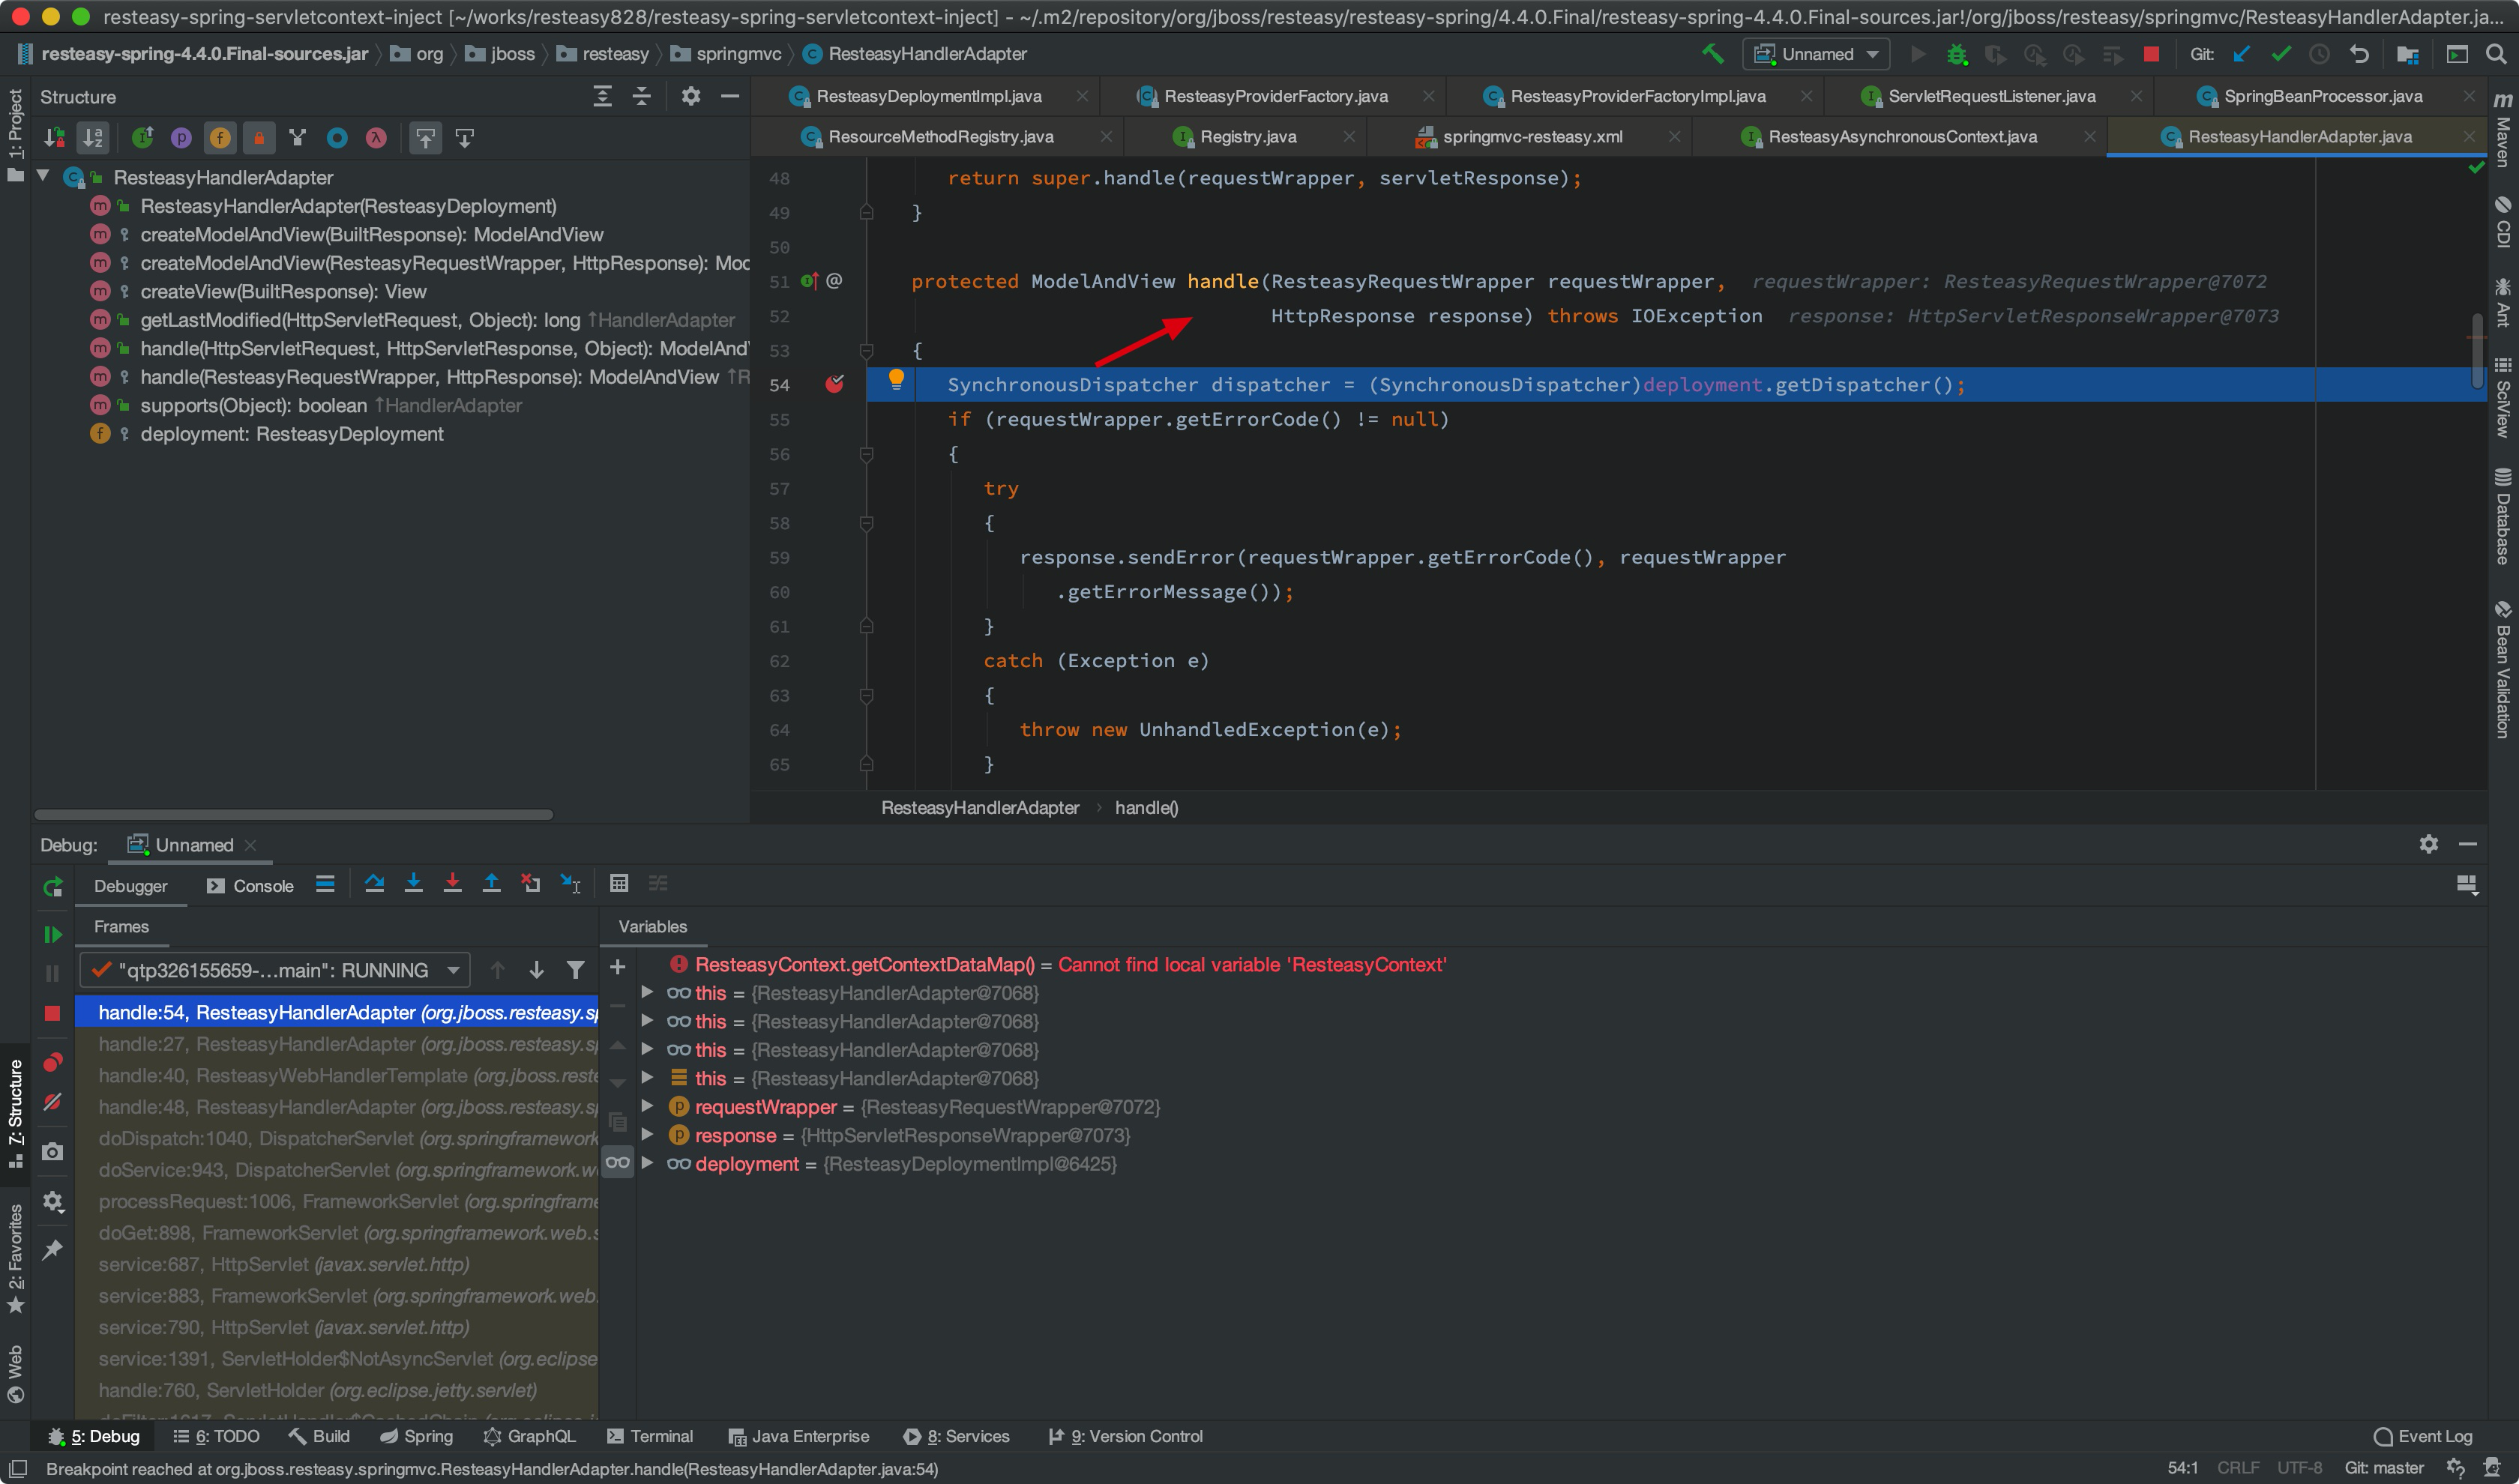 resteasy-spring-servletcontext-inject [~/works/resteasy828/resteasy-spring-servletcontext-inject] - ~/.m2/repository/org/jboss/resteasy/resteasy-spring/4.4.0.Final/resteasy-spring-4.4.0.Final-sources.jar!/org/jboss/resteasy/springmvc/ResteasyHandlerAdapter.ja...
resteasy-spring-4.4.0.Final-sources.jar org jboss resteasy springmvc ResteasyHandlerAdapter
Unnamed
Git:
1: Project
Structure
ResteasyHandlerAdapter
ResteasyHandlerAdapter(ResteasyDeployment)
createModelAndView(BuiltResponse): ModelAndView
createModelAndView(ResteasyRequestWrapper, HttpResponse): Moc
createView(BuiltResponse): View
getLastModified(HttpServletRequest, Object): long ↑HandlerAdapter
handle(HttpServletRequest, HttpServletResponse, Object): ModelAnd
handle(ResteasyRequestWrapper, HttpResponse): ModelAndView ↑R
supports(Object): boolean ↑HandlerAdapter
deployment: ResteasyDeployment
ResteasyDeploymentImpl.java ResteasyProviderFactory.java ResteasyProviderFactoryImpl.java ServletRequestListener.java SpringBeanProcessor.java
ResourceMethodRegistry.java Registry.java springmvc-resteasy.xml ResteasyAsynchronousContext.java ResteasyHandlerAdapter.java
48 return super.handle(requestWrapper, servletResponse);
49 }
50
51 @ protected ModelAndView handle(ResteasyRequestWrapper requestWrapper, requestWrapper: ResteasyRequestWrapper@7072
52 HttpResponse response) throws IOException response: HttpServletResponseWrapper@7073
53 {
54 SynchronousDispatcher dispatcher = (SynchronousDispatcher)deployment.getDispatcher();
55 if (requestWrapper.getErrorCode() != null)
56 {
57 try
58 {
59 response.sendError(requestWrapper.getErrorCode(), requestWrapper
60 .getErrorMessage());
61 }
62 catch (Exception e)
63 {
64 throw new UnhandledException(e);
65 }
ResteasyHandlerAdapter › handle()
Maven
CDI
Ant
SciView
Database
Bean Validation
Debug: Unnamed
Debugger Console
Frames
"qtp326155659-...main": RUNNING
handle:54, ResteasyHandlerAdapter (org.jboss.resteasy.sp
handle:27, ResteasyHandlerAdapter (org.jboss.resteasy.sp
handle:40, ResteasyWebHandlerTemplate (org.jboss.reste
handle:48, ResteasyHandlerAdapter (org.jboss.resteasy.sp
doDispatch:1040, DispatcherServlet (org.springframework
doService:943, DispatcherServlet (org.springframework.we
processRequest:1006, FrameworkServlet (org.springframe
doGet:898, FrameworkServlet (org.springframework.web.s
service:687, HttpServlet (javax.servlet.http)
service:883, FrameworkServlet (org.springframework.web.
service:790, HttpServlet (javax.servlet.http)
service:1391, ServletHolder$NotAsyncServlet (org.eclipse
handle:760, ServletHolder (org.eclipse.jetty.servlet)
Variables
ResteasyContext.getContextDataMap() = Cannot find local variable 'ResteasyContext'
this = {ResteasyHandlerAdapter@7068}
this = {ResteasyHandlerAdapter@7068}
this = {ResteasyHandlerAdapter@7068}
this = {ResteasyHandlerAdapter@7068}
requestWrapper = {ResteasyRequestWrapper@7072}
response = {HttpServletResponseWrapper@7073}
deployment = {ResteasyDeploymentImpl@6425}
7: Structure
2: Favorites
Web
5: Debug 6: TODO Build Spring GraphQL Terminal Java Enterprise 8: Services 9: Version Control Event Log
Breakpoint reached at org.jboss.resteasy.springmvc.ResteasyHandlerAdapter.handle(ResteasyHandlerAdapter.java:54) 54:1 CRLF UTF-8 Git: master